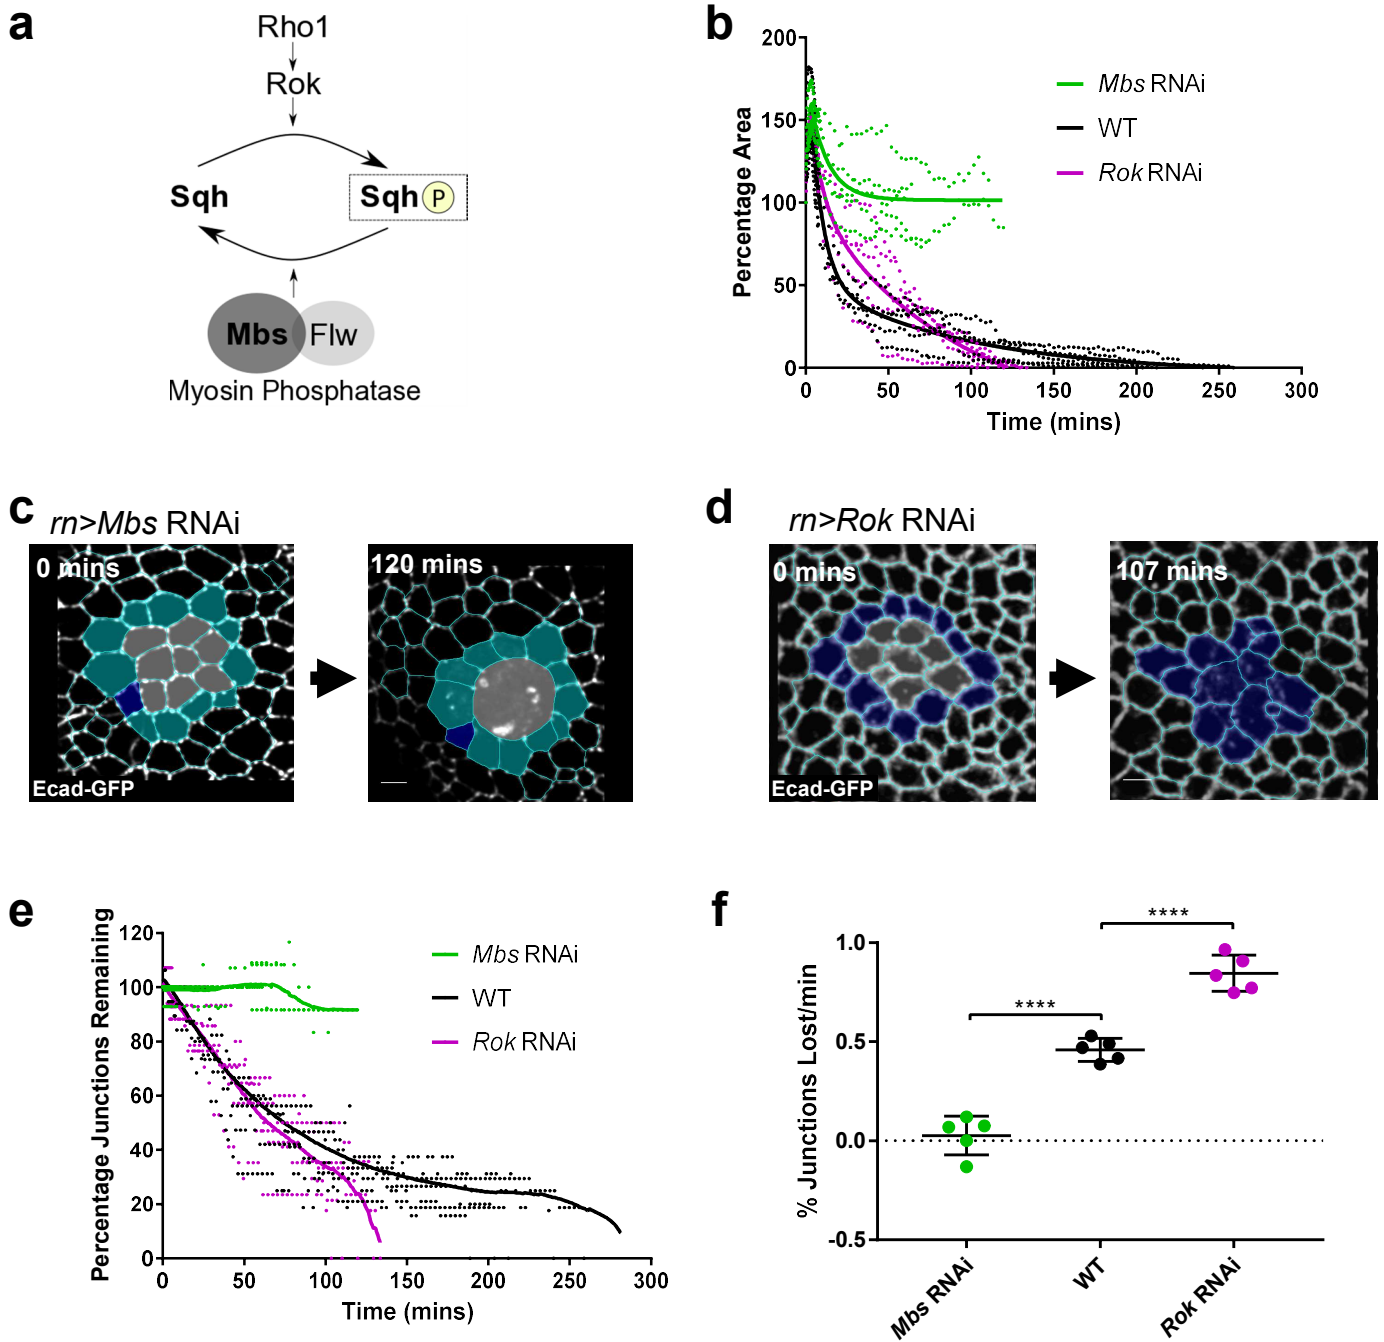 a
Rho1
Rok
Sqh
Sqh P
Mbs Flw
Myosin Phosphatase
b
Percentage Area
200
150
100
50
0
0 50 100 150 200 250 300
Time (mins)
Mbs RNAi
WT
Rok RNAi
c
rn>Mbs RNAi
0 mins
Ecad-GFP
120 mins
d
rn>Rok RNAi
0 mins
Ecad-GFP
107 mins
e
Percentage Junctions Remaining
120
100
80
60
40
20
0
0 50 100 150 200 250 300
Time (mins)
Mbs RNAi
WT
Rok RNAi
f
% Junctions Lost/min
1.0
0.5
0.0
-0.5
****
****
Mbs RNAi
WT
Rok RNAi